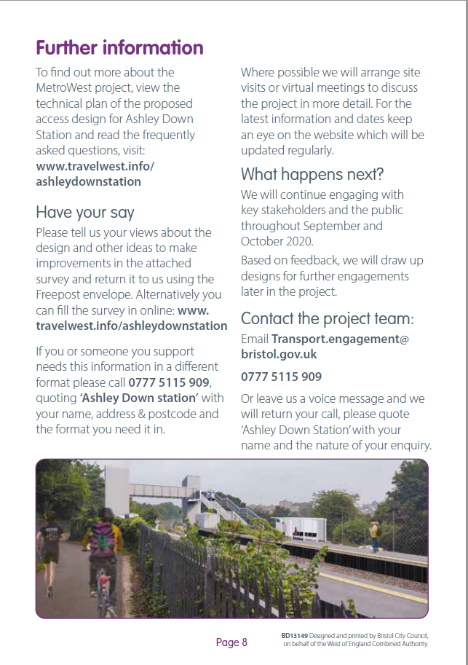 Further information
To find out more about the
MetroWest project, view the
technical plan of the proposed
access design for Ashley Down
Station and read the frequently
asked questions, visit:
www.travelwest.info/
ashleydownstation
Have your say
Please tell us your views about the
design and other ideas to make
improvements in the attached
survey and return it to us using the
Freepost envelope. Alternatively you
can fill the survey in online: www.
travelwest.info/ashleydownstation
If you or someone you support
needs this information in a different
format please call 0777 5115 909,
quoting ‘Ashley Down station’ with
your name, address & postcode and
the format you need it in.
Where possible we will arrange site
visits or virtual meetings to discuss
the project in more detail. For the
latest information and dates keep
an eye on the website which will be
updated regularly.
What happens next?
We will continue engaging with
key stakeholders and the public
throughout September and
October 2020.
Based on feedback, we will draw up
designs for further engagements
later in the project.
Contact the project team:
Email Transport.engagement@
bristol.gov.uk
0777 5115 909
Or leave us a voice message and we
will return your call, please quote
‘Ashley Down Station’ with your
name and the nature of your enquiry.
Page 8
BD13149 Designed and printed by Bristol City Council,
on behalf of the West of England Combined Authority.